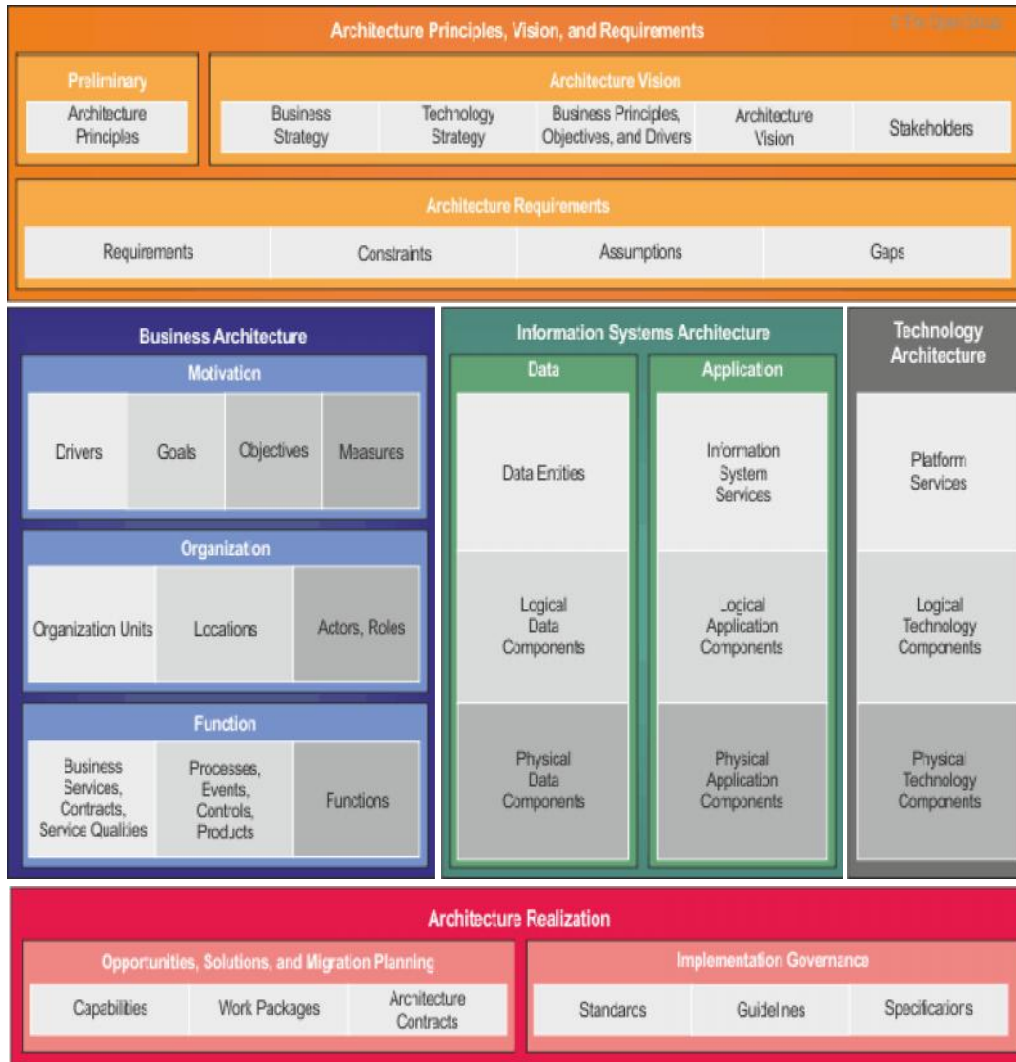 © The Open Group
Architecture Principles, Vision, and Requirements
Preliminary
Architecture
Principles
Architecture Vision
Business
Strategy
Technology
Strategy
Business Principles,
Objectives, and Drivers
Architecture
Vision
Stakeholders
Architecture Requirements
Requirements
Constraints
Assumptions
Gaps
Business Architecture
Motivation
Drivers
Goals
Objectives
Measures
Organization
Organization Units
Locations
Actors, Roles
Function
Business
Services,
Contracts,
Service Qualities
Processes,
Events,
Controls,
Products
Functions
Information Systems Architecture
Data
Data Entities
Logical
Data
Components
Physical
Data
Components
Application
Information
System
Services
Logical
Application
Components
Physical
Application
Components
Technology
Architecture
Platform
Services
Logical
Technology
Components
Physical
Technology
Components
Architecture Realization
Opportunities, Solutions, and Migration Planning
Capabilities
Work Packages
Architecture
Contracts
Implementation Governance
Standards
Guidelines
Specifications